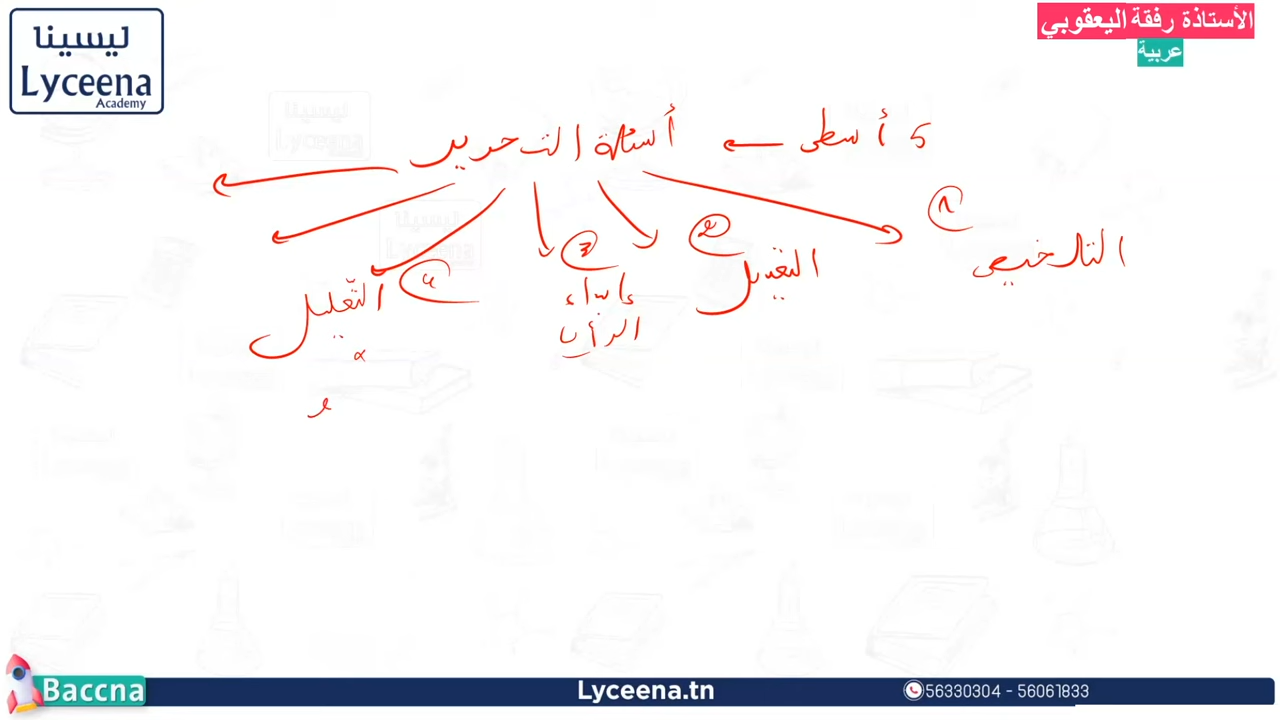 ليسينا
Lyceena
Academy
الأستاذة رفقة اليعقوبي
عربية
5 أسطر ← أسئلة التحرير
1 التلخيص
2
3 إبداء
الرأي
4 التعليل
Baccna
Lyceena.tn
56330304 - 56061833